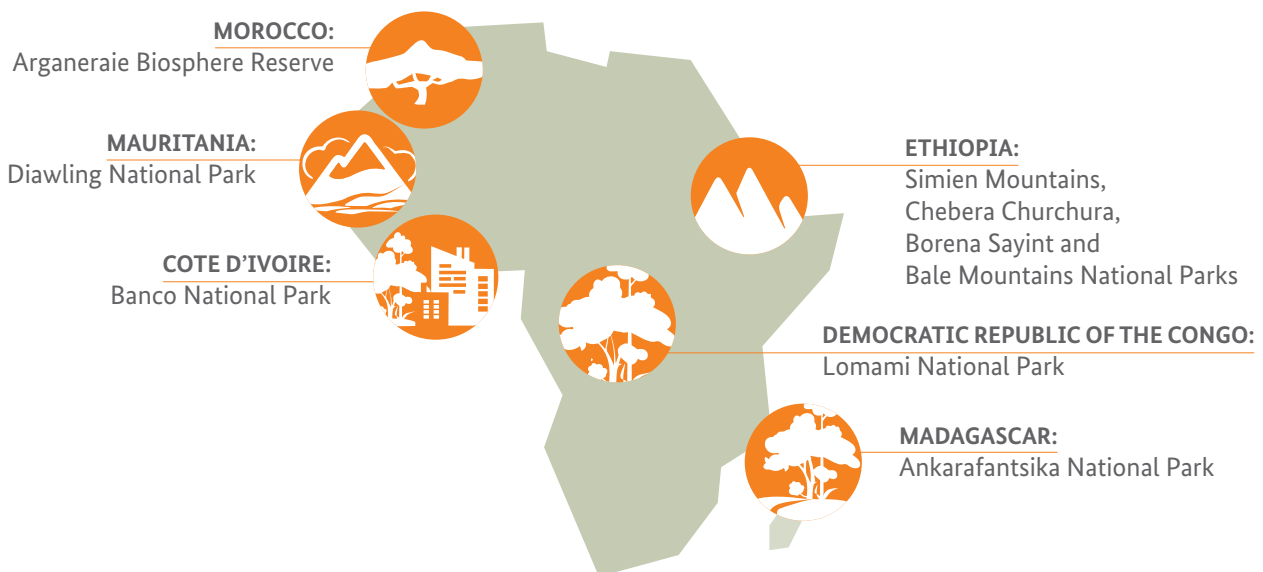 MOROCCO:
Arganeraie Biosphere Reserve
MAURITANIA:
Diawling National Park
COTE D'IVOIRE:
Banco National Park
ETHIOPIA:
Simien Mountains,
Chebera Churchura,
Borena Sayint and
Bale Mountains National Parks
DEMOCRATIC REPUBLIC OF THE CONGO:
Lomami National Park
MADAGASCAR:
Ankarafantsika National Park